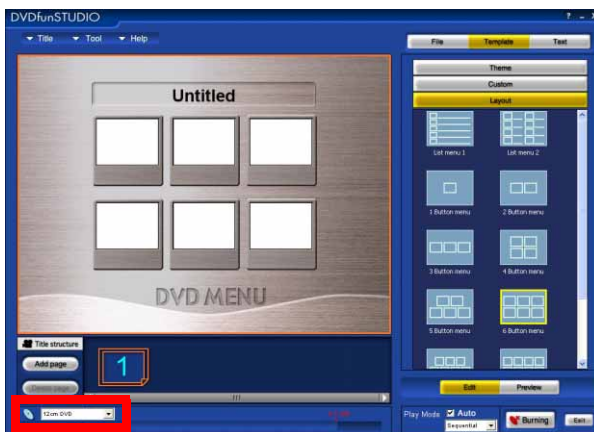 DVDfunSTUDIO
Title Tool Help
File Template Text
Theme
Custom
Layout
Untitled
DVD MENU
List menu 1 List menu 2
1 Button menu 2 Button menu
3 Button menu 4 Button menu
5 Button menu 6 Button menu
Title structure
Add page
Delete page
1
Edit Preview
12cm DVD
Play Mode Auto
Sequential
Burning
Exit